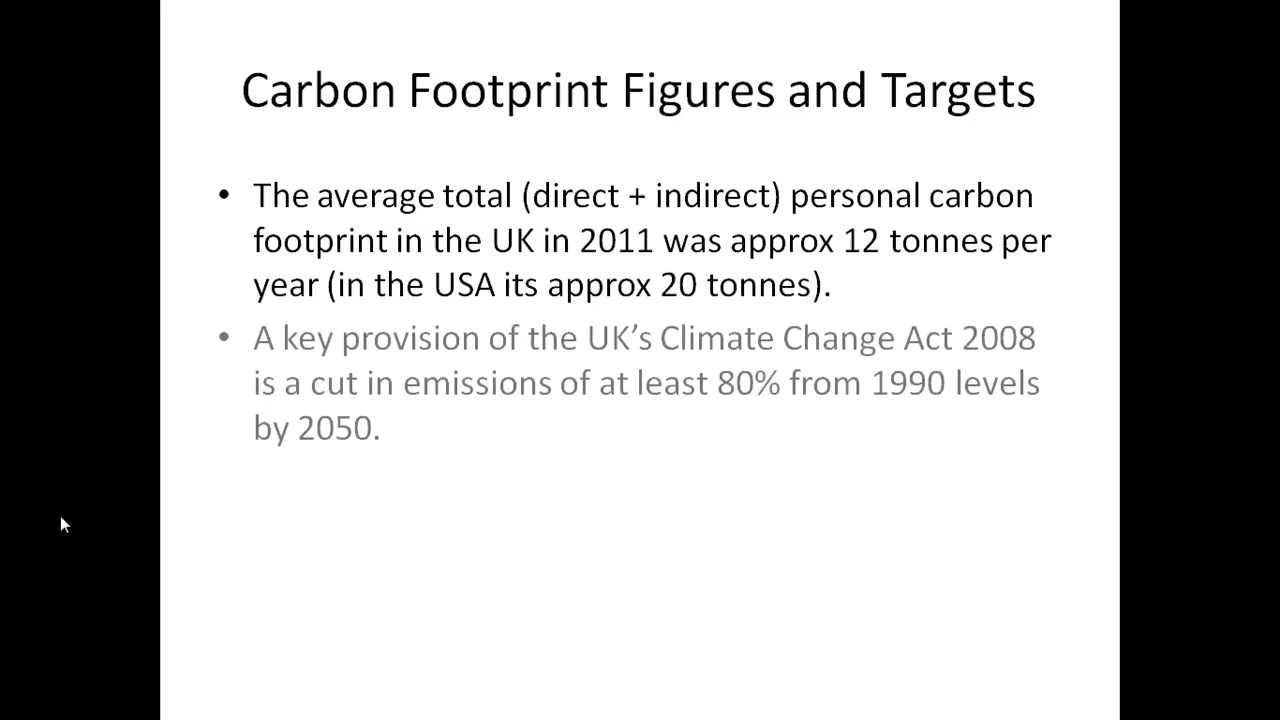 Carbon Footprint Figures and Targets
• The average total (direct + indirect) personal carbon
footprint in the UK in 2011 was approx 12 tonnes per
year (in the USA its approx 20 tonnes).
• A key provision of the UK’s Climate Change Act 2008
is a cut in emissions of at least 80% from 1990 levels
by 2050.